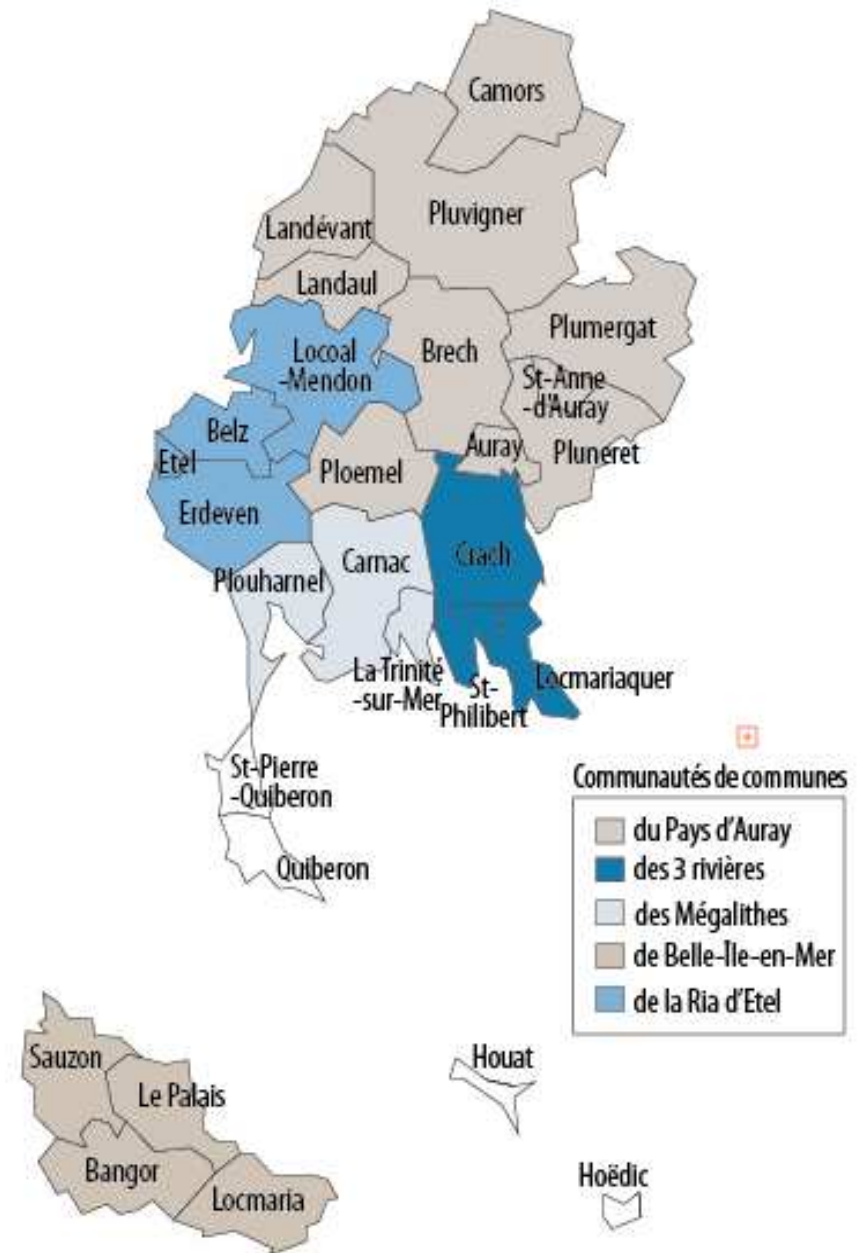 Camors
Pluvigner
Landévant
Landaul
Plumergat
Locoal
-Mendon
Brech
St-Anne
-d'Auray
Belz
Auray
Pluneret
Etel
Ploemel
Erdeven
Carnac
Crach
Plouharnel
La Trinité
-sur-Mer
St-
Philibert
Locmariaquer
St-Pierre
-Quiberon
Quiberon
Communautés de communes
du Pays d'Auray
des 3 rivières
des Mégalithes
de Belle-Île-en-Mer
de la Ria d'Etel
Sauzon
Le Palais
Bangor
Locmaria
Houat
Hoëdic